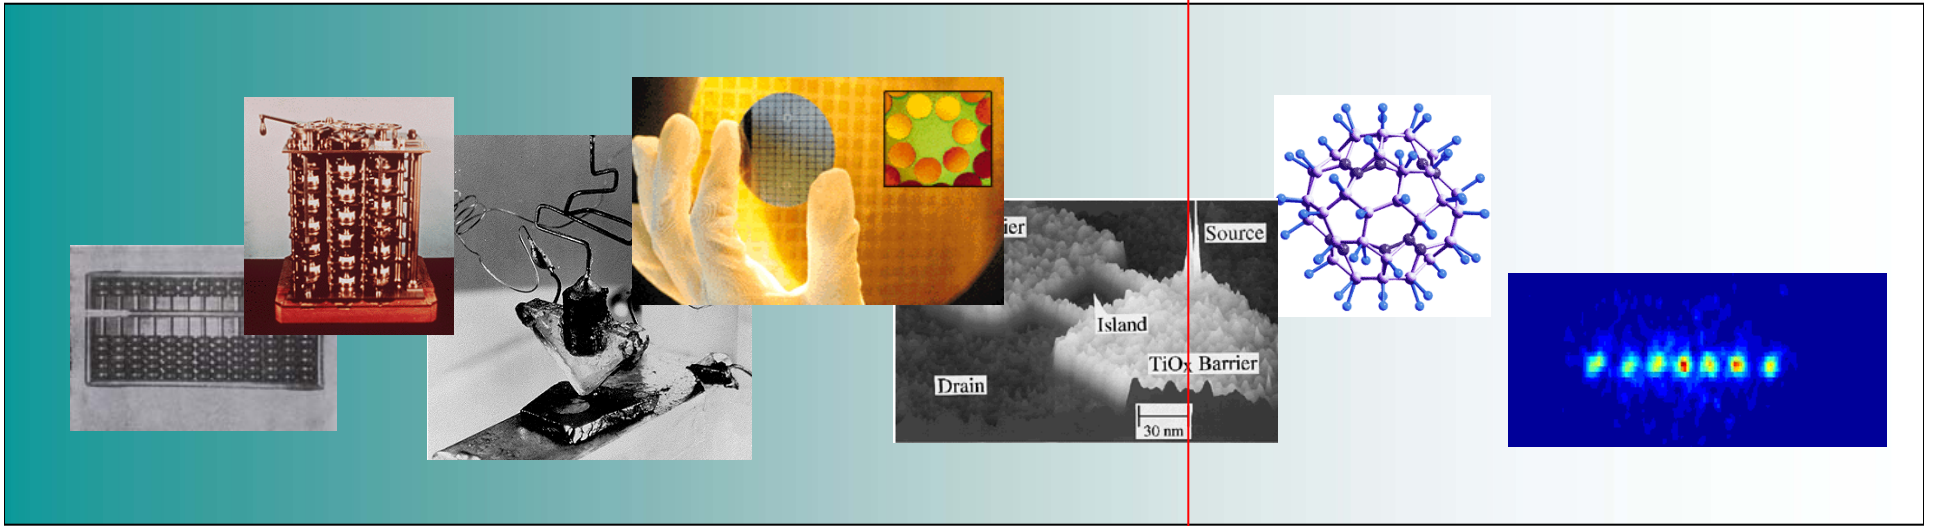 ier
Source
Island
TiOx Barrier
Drain
30 nm